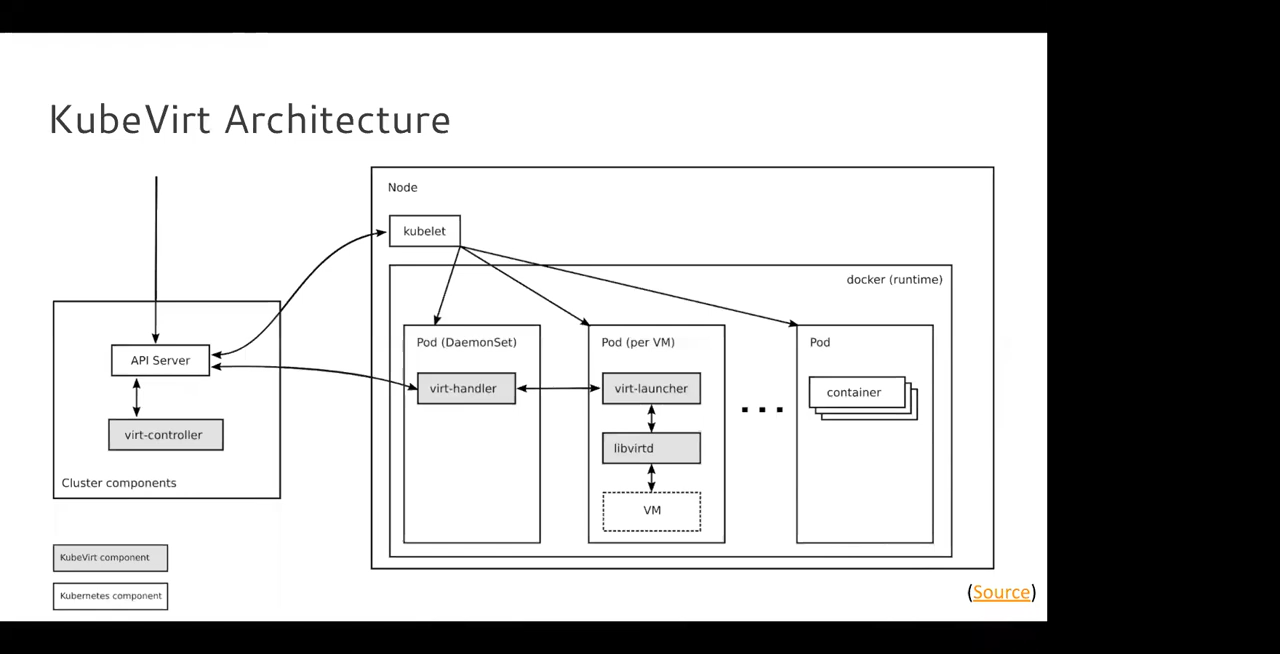 KubeVirt Architecture
Node
kubelet
docker (runtime)
API Server
virt-controller
Cluster components
Pod (DaemonSet)
virt-handler
Pod (per VM)
virt-launcher
libvirtd
VM
...
Pod
container
KubeVirt component
Kubernetes component
(Source)